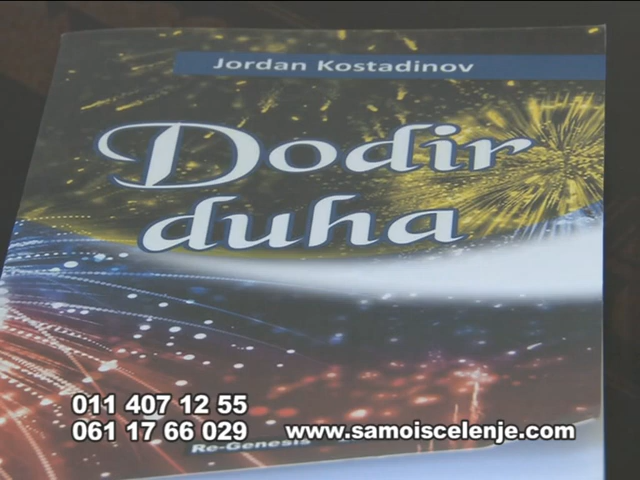 Jordan Kostadinov
Dodir
duha
011 407 12 55
061 17 66 029
www.samoiscelenje.com
Re-Genesis